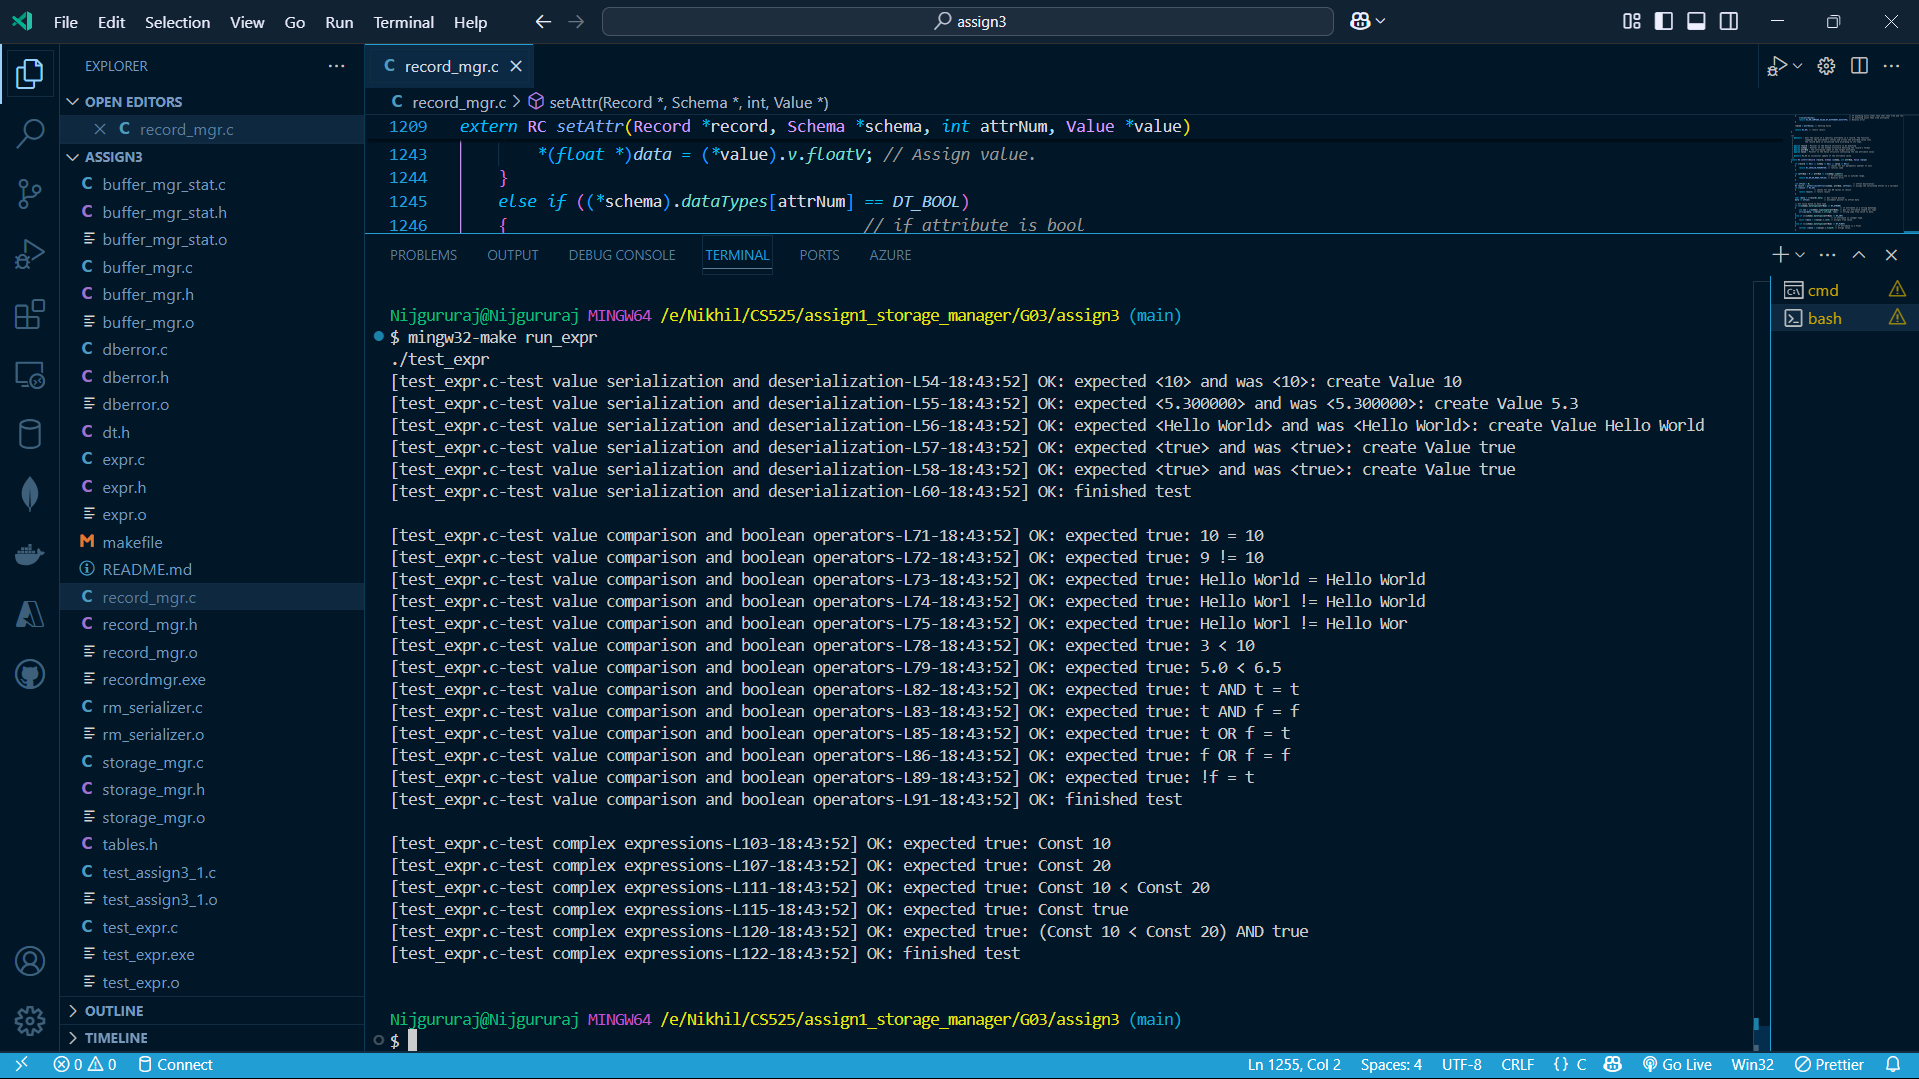 File Edit Selection View Go Run Terminal Help
assign3
EXPLORER
OPEN EDITORS
record_mgr.c
ASSIGN3
buffer_mgr_stat.c
buffer_mgr_stat.h
buffer_mgr_stat.o
buffer_mgr.c
buffer_mgr.h
buffer_mgr.o
dberror.c
dberror.h
dberror.o
dt.h
expr.c
expr.h
expr.o
makefile
README.md
record_mgr.c
record_mgr.h
record_mgr.o
recordmgr.exe
rm_serializer.c
rm_serializer.o
storage_mgr.c
storage_mgr.h
storage_mgr.o
tables.h
test_assign3_1.c
test_assign3_1.o
test_expr.c
test_expr.exe
test_expr.o
OUTLINE
TIMELINE
C record_mgr.c
C record_mgr.c > setAttr(Record *, Schema *, int, Value *)
1209 extern RC setAttr(Record *record, Schema *schema, int attrNum, Value *value)
1243 *(float *)data = (*value).v.floatV; // Assign value.
1244 }
1245 else if ((*schema).dataTypes[attrNum] == DT_BOOL)
1246 { // if attribute is bool
PROBLEMS OUTPUT DEBUG CONSOLE TERMINAL PORTS AZURE
cmd
bash
Nijgururaj@Nijgururaj MINGW64 /e/Nikhil/CS525/assign1_storage_manager/G03/assign3 (main)
$ mingw32-make run_expr
./test_expr
[test_expr.c-test value serialization and deserialization-L54-18:43:52] OK: expected <10> and was <10>: create Value 10
[test_expr.c-test value serialization and deserialization-L55-18:43:52] OK: expected <5.300000> and was <5.300000>: create Value 5.3
[test_expr.c-test value serialization and deserialization-L56-18:43:52] OK: expected <Hello World> and was <Hello World>: create Value Hello World
[test_expr.c-test value serialization and deserialization-L57-18:43:52] OK: expected <true> and was <true>: create Value true
[test_expr.c-test value serialization and deserialization-L58-18:43:52] OK: expected <true> and was <true>: create Value true
[test_expr.c-test value serialization and deserialization-L60-18:43:52] OK: finished test
[test_expr.c-test value comparison and boolean operators-L71-18:43:52] OK: expected true: 10 = 10
[test_expr.c-test value comparison and boolean operators-L72-18:43:52] OK: expected true: 9 != 10
[test_expr.c-test value comparison and boolean operators-L73-18:43:52] OK: expected true: Hello World = Hello World
[test_expr.c-test value comparison and boolean operators-L74-18:43:52] OK: expected true: Hello Worl != Hello World
[test_expr.c-test value comparison and boolean operators-L75-18:43:52] OK: expected true: Hello Worl != Hello Wor
[test_expr.c-test value comparison and boolean operators-L78-18:43:52] OK: expected true: 3 < 10
[test_expr.c-test value comparison and boolean operators-L79-18:43:52] OK: expected true: 5.0 < 6.5
[test_expr.c-test value comparison and boolean operators-L82-18:43:52] OK: expected true: t AND t = t
[test_expr.c-test value comparison and boolean operators-L83-18:43:52] OK: expected true: t AND f = f
[test_expr.c-test value comparison and boolean operators-L85-18:43:52] OK: expected true: t OR f = t
[test_expr.c-test value comparison and boolean operators-L86-18:43:52] OK: expected true: f OR f = f
[test_expr.c-test value comparison and boolean operators-L89-18:43:52] OK: expected true: !f = t
[test_expr.c-test value comparison and boolean operators-L91-18:43:52] OK: finished test
[test_expr.c-test complex expressions-L103-18:43:52] OK: expected true: Const 10
[test_expr.c-test complex expressions-L107-18:43:52] OK: expected true: Const 20
[test_expr.c-test complex expressions-L111-18:43:52] OK: expected true: Const 10 < Const 20
[test_expr.c-test complex expressions-L115-18:43:52] OK: expected true: Const true
[test_expr.c-test complex expressions-L120-18:43:52] OK: expected true: (Const 10 < Const 20) AND true
[test_expr.c-test complex expressions-L122-18:43:52] OK: finished test
Nijgururaj@Nijgururaj MINGW64 /e/Nikhil/CS525/assign1_storage_manager/G03/assign3 (main)
$
0 0 Connect Ln 1255, Col 2 Spaces: 4 UTF-8 CRLF {} C Go Live Win32 Prettier